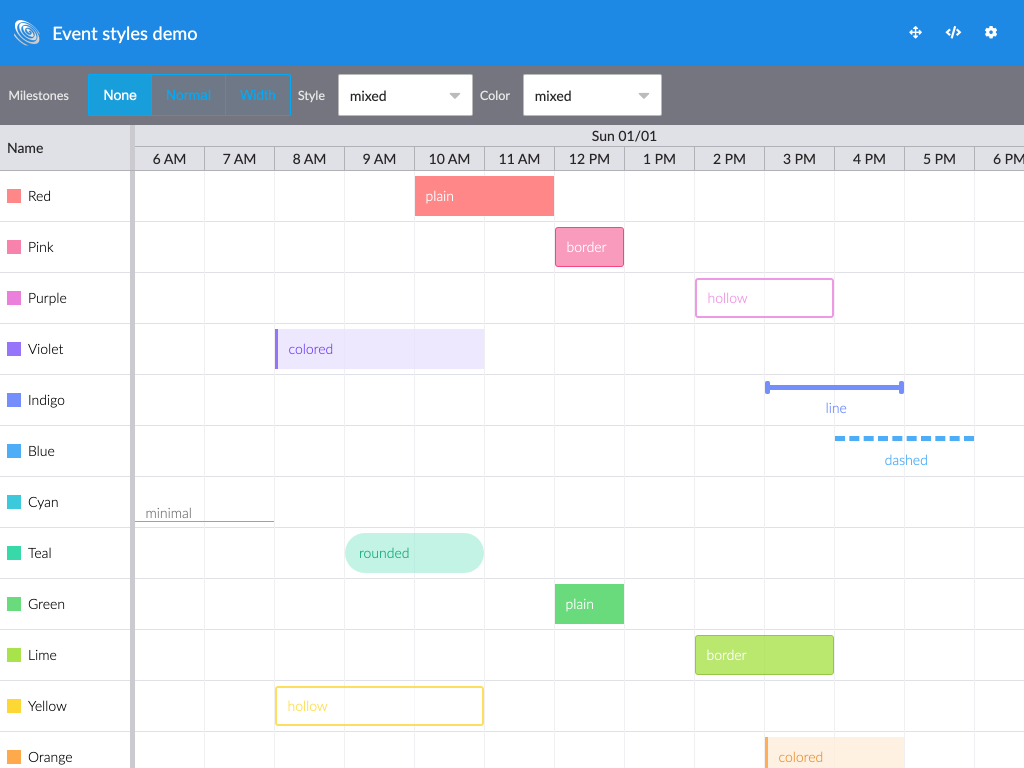 Event styles demo
Milestones None Normal Width Style mixed Color mixed
Name Sun 01/01
6 AM 7 AM 8 AM 9 AM 10 AM 11 AM 12 PM 1 PM 2 PM 3 PM 4 PM 5 PM 6 PM
Red plain
Pink border
Purple hollow
Violet colored
Indigo line
Blue dashed
Cyan minimal
Teal rounded
Green plain
Lime border
Yellow hollow
Orange colored